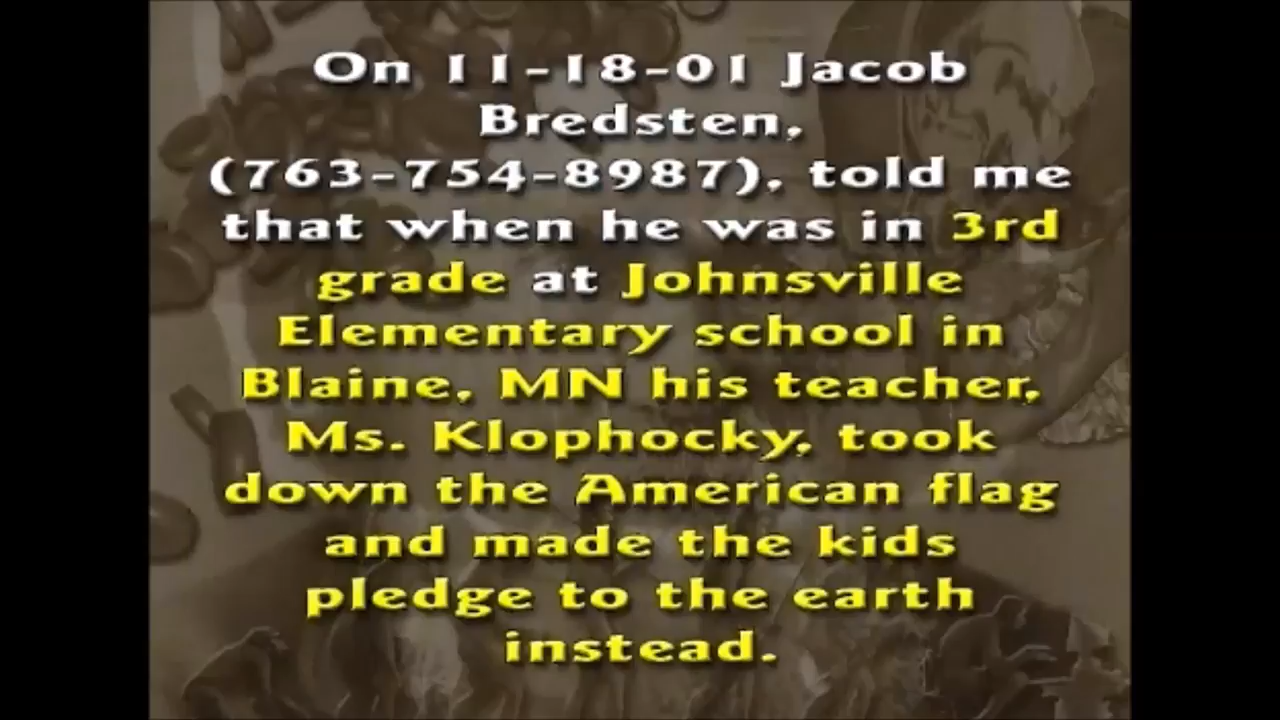 On 11-18-01 Jacob
Bredsten,
(763-754-8987), told me
that when he was in 3rd
grade at Johnsville
Elementary school in
Blaine, MN his teacher,
Ms. Klophocky, took
down the American flag
and made the kids
pledge to the earth
instead.